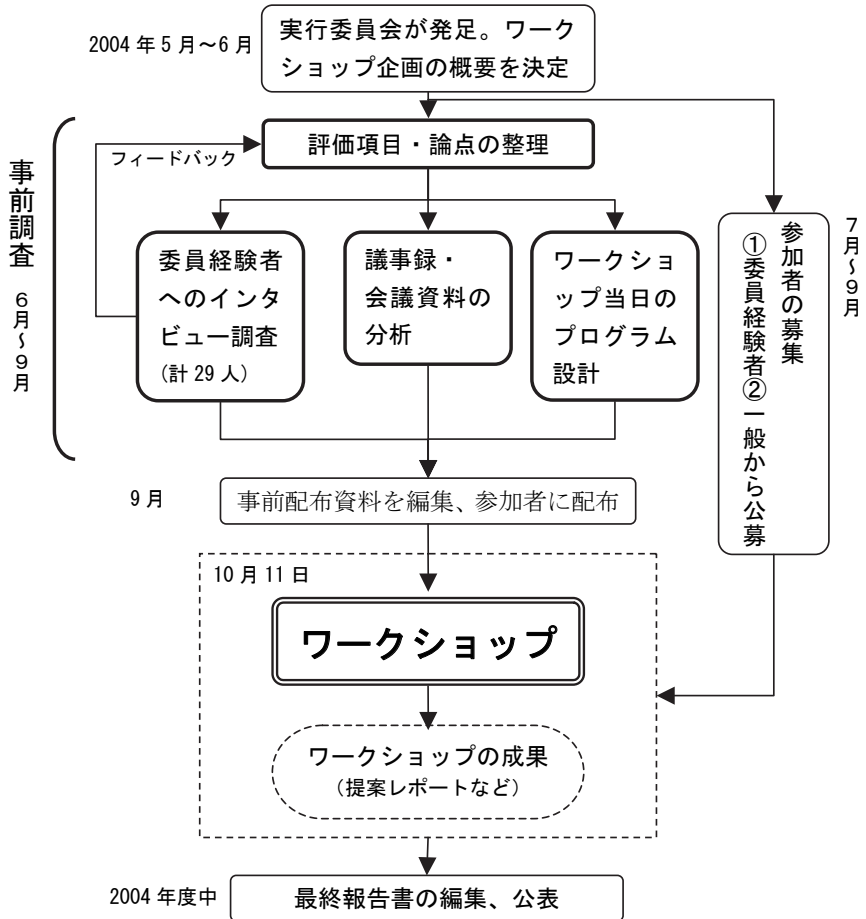 2004年5月～6月
実行委員会が発足。ワーク
ショップ企画の概要を決定
事前調査
6月～9月
フィードバック
評価項目・論点の整理
委員経験者
へのインタ
ビュー調査
(計29人)
議事録・
会議資料の
分析
ワークショ
ップ当日の
プログラム
設計
参加者の募集
①委員経験者②一般から公募
7月～9月
9月
事前配布資料を編集、参加者に配布
10月11日
ワークショップ
ワークショップの成果
(提案レポートなど)
2004年度中
最終報告書の編集、公表